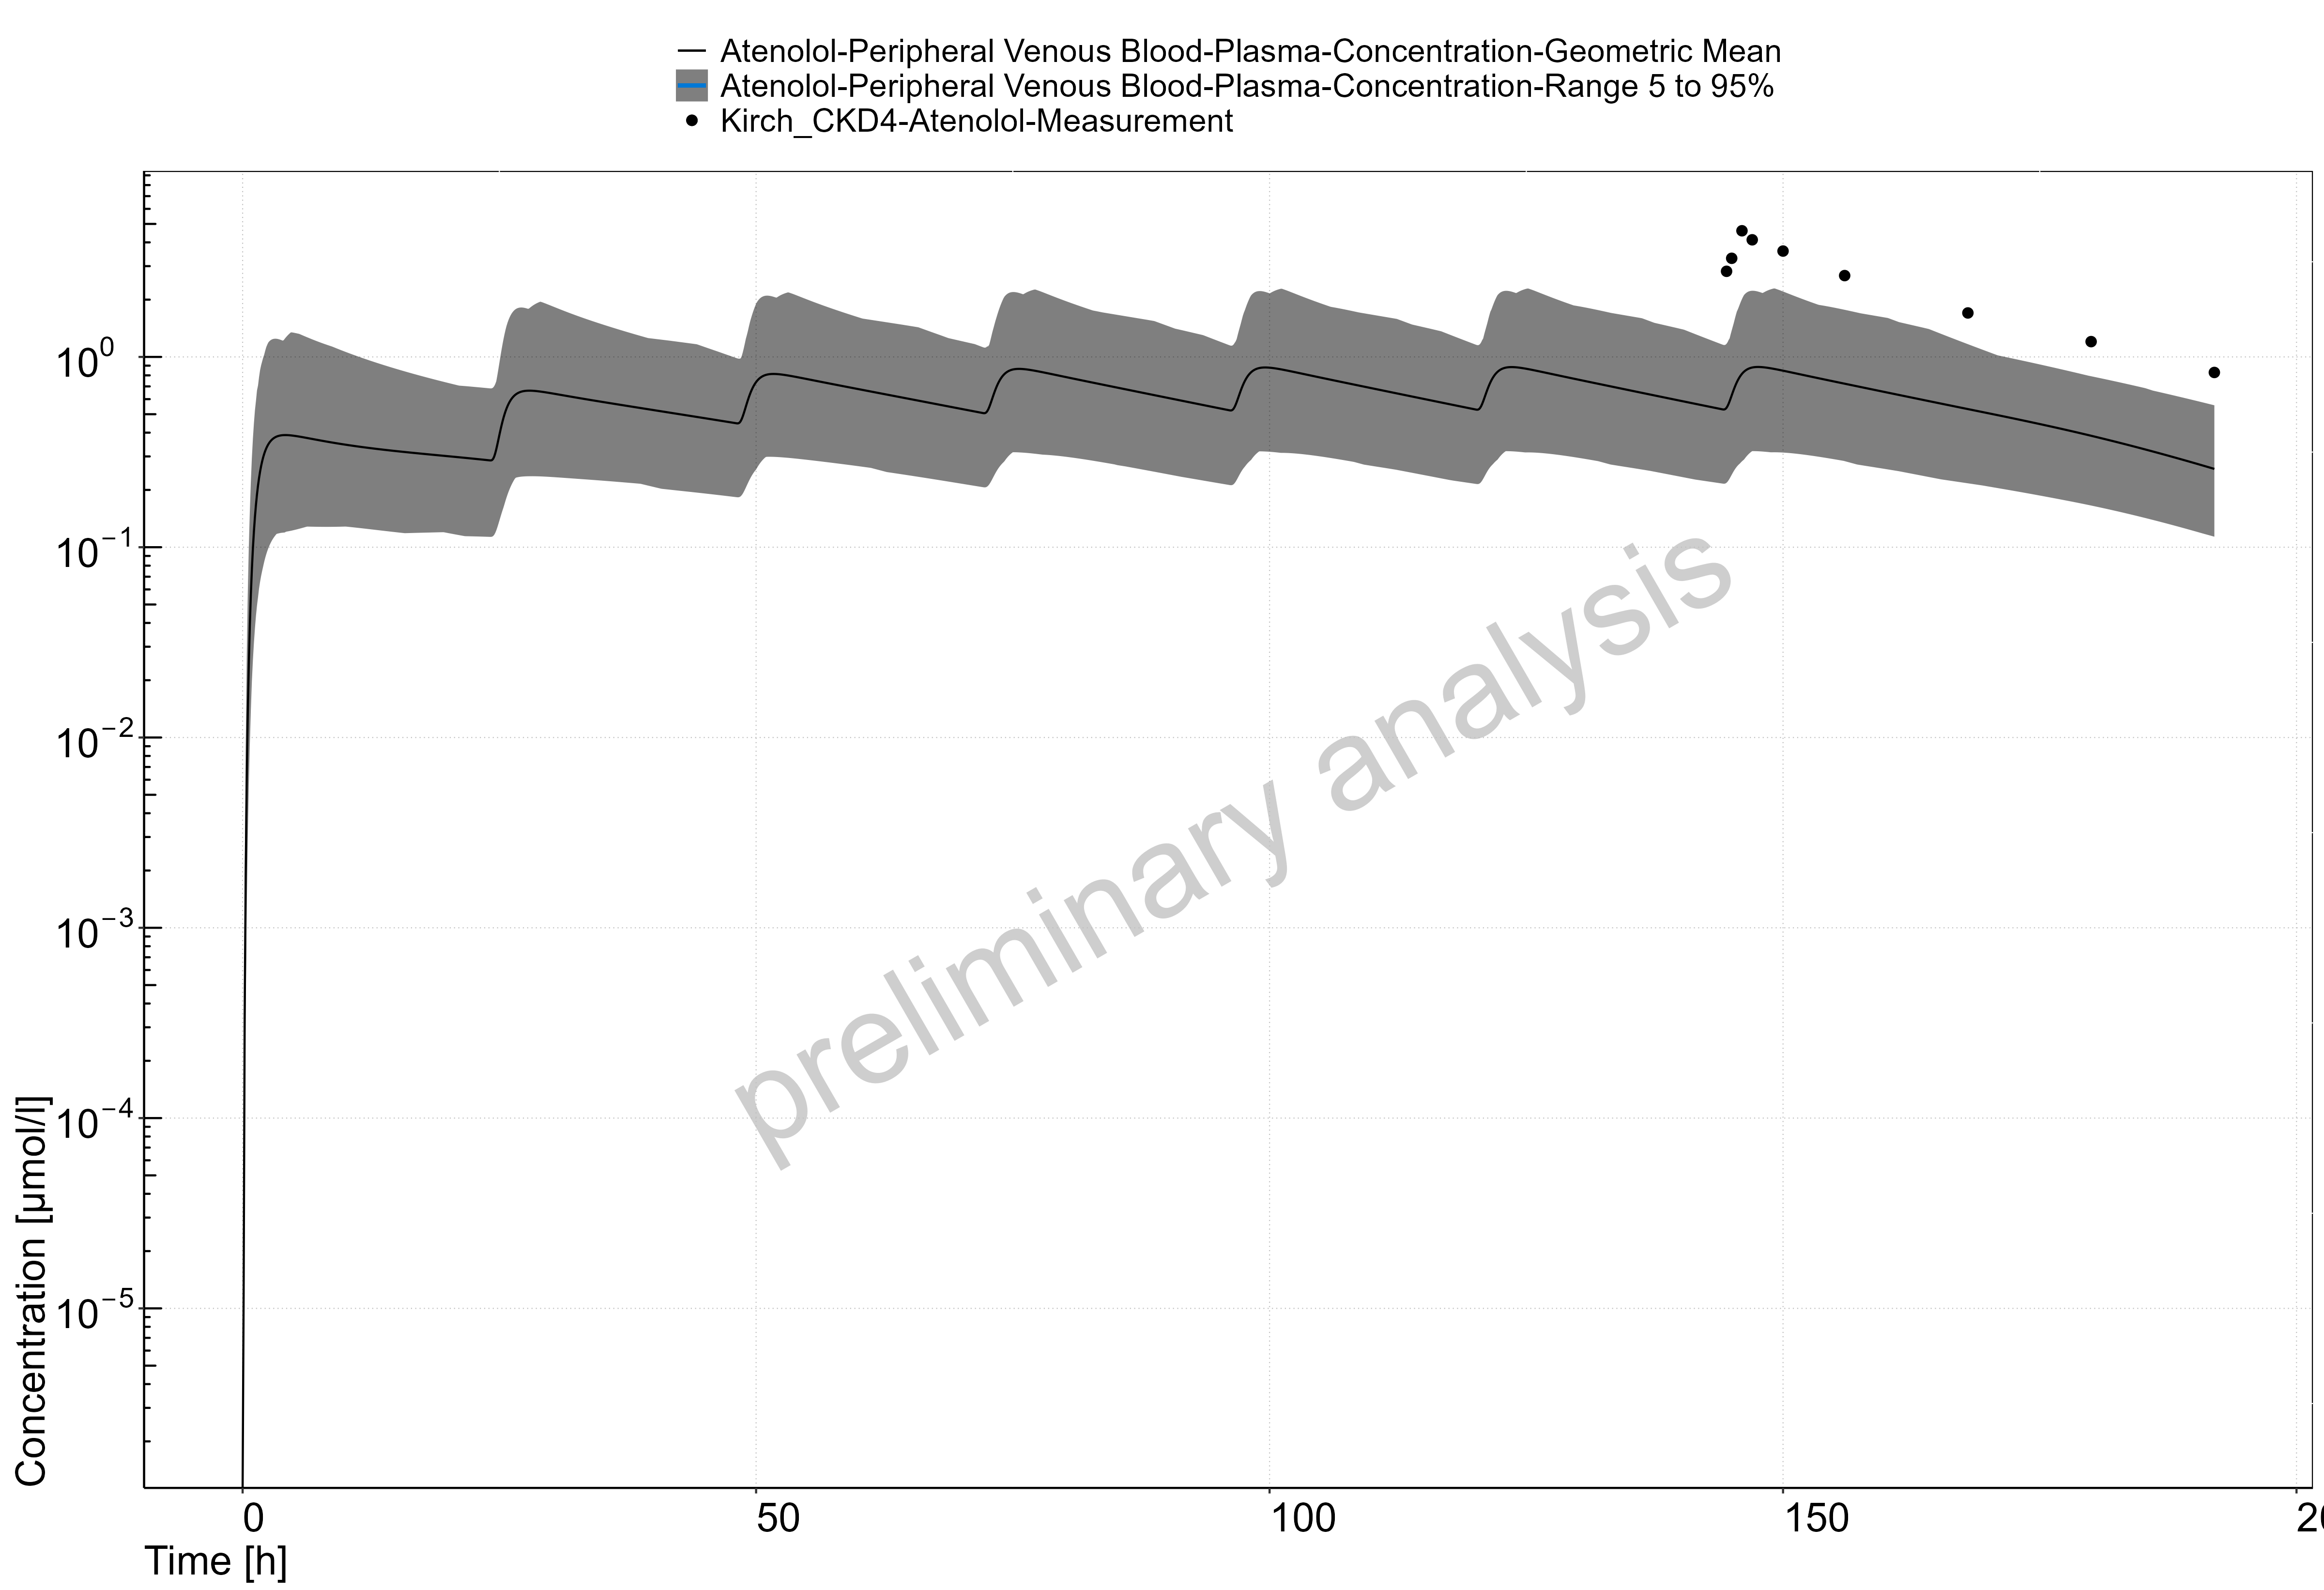 Atenolol-Peripheral Venous Blood-Plasma-Concentration-Geometric Mean
Atenolol-Peripheral Venous Blood-Plasma-Concentration-Range 5 to 95%
Kirch_CKD4-Atenolol-Measurement
10⁰
10⁻¹
10⁻²
10⁻³
10⁻⁴
10⁻⁵
Concentration [µmol/l]
preliminary analysis
0 50 100 150
Time [h]